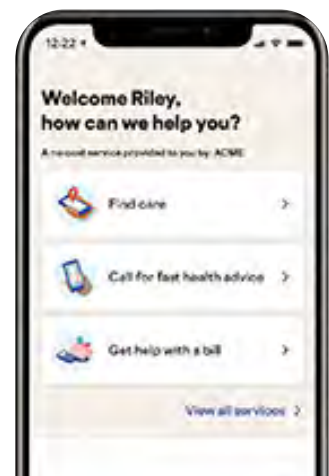 12:22
Welcome Riley,
how can we help you?
A no-cost service provided to you by: ACME
Find care
Call for fast health advice
Get help with a bill
View all services